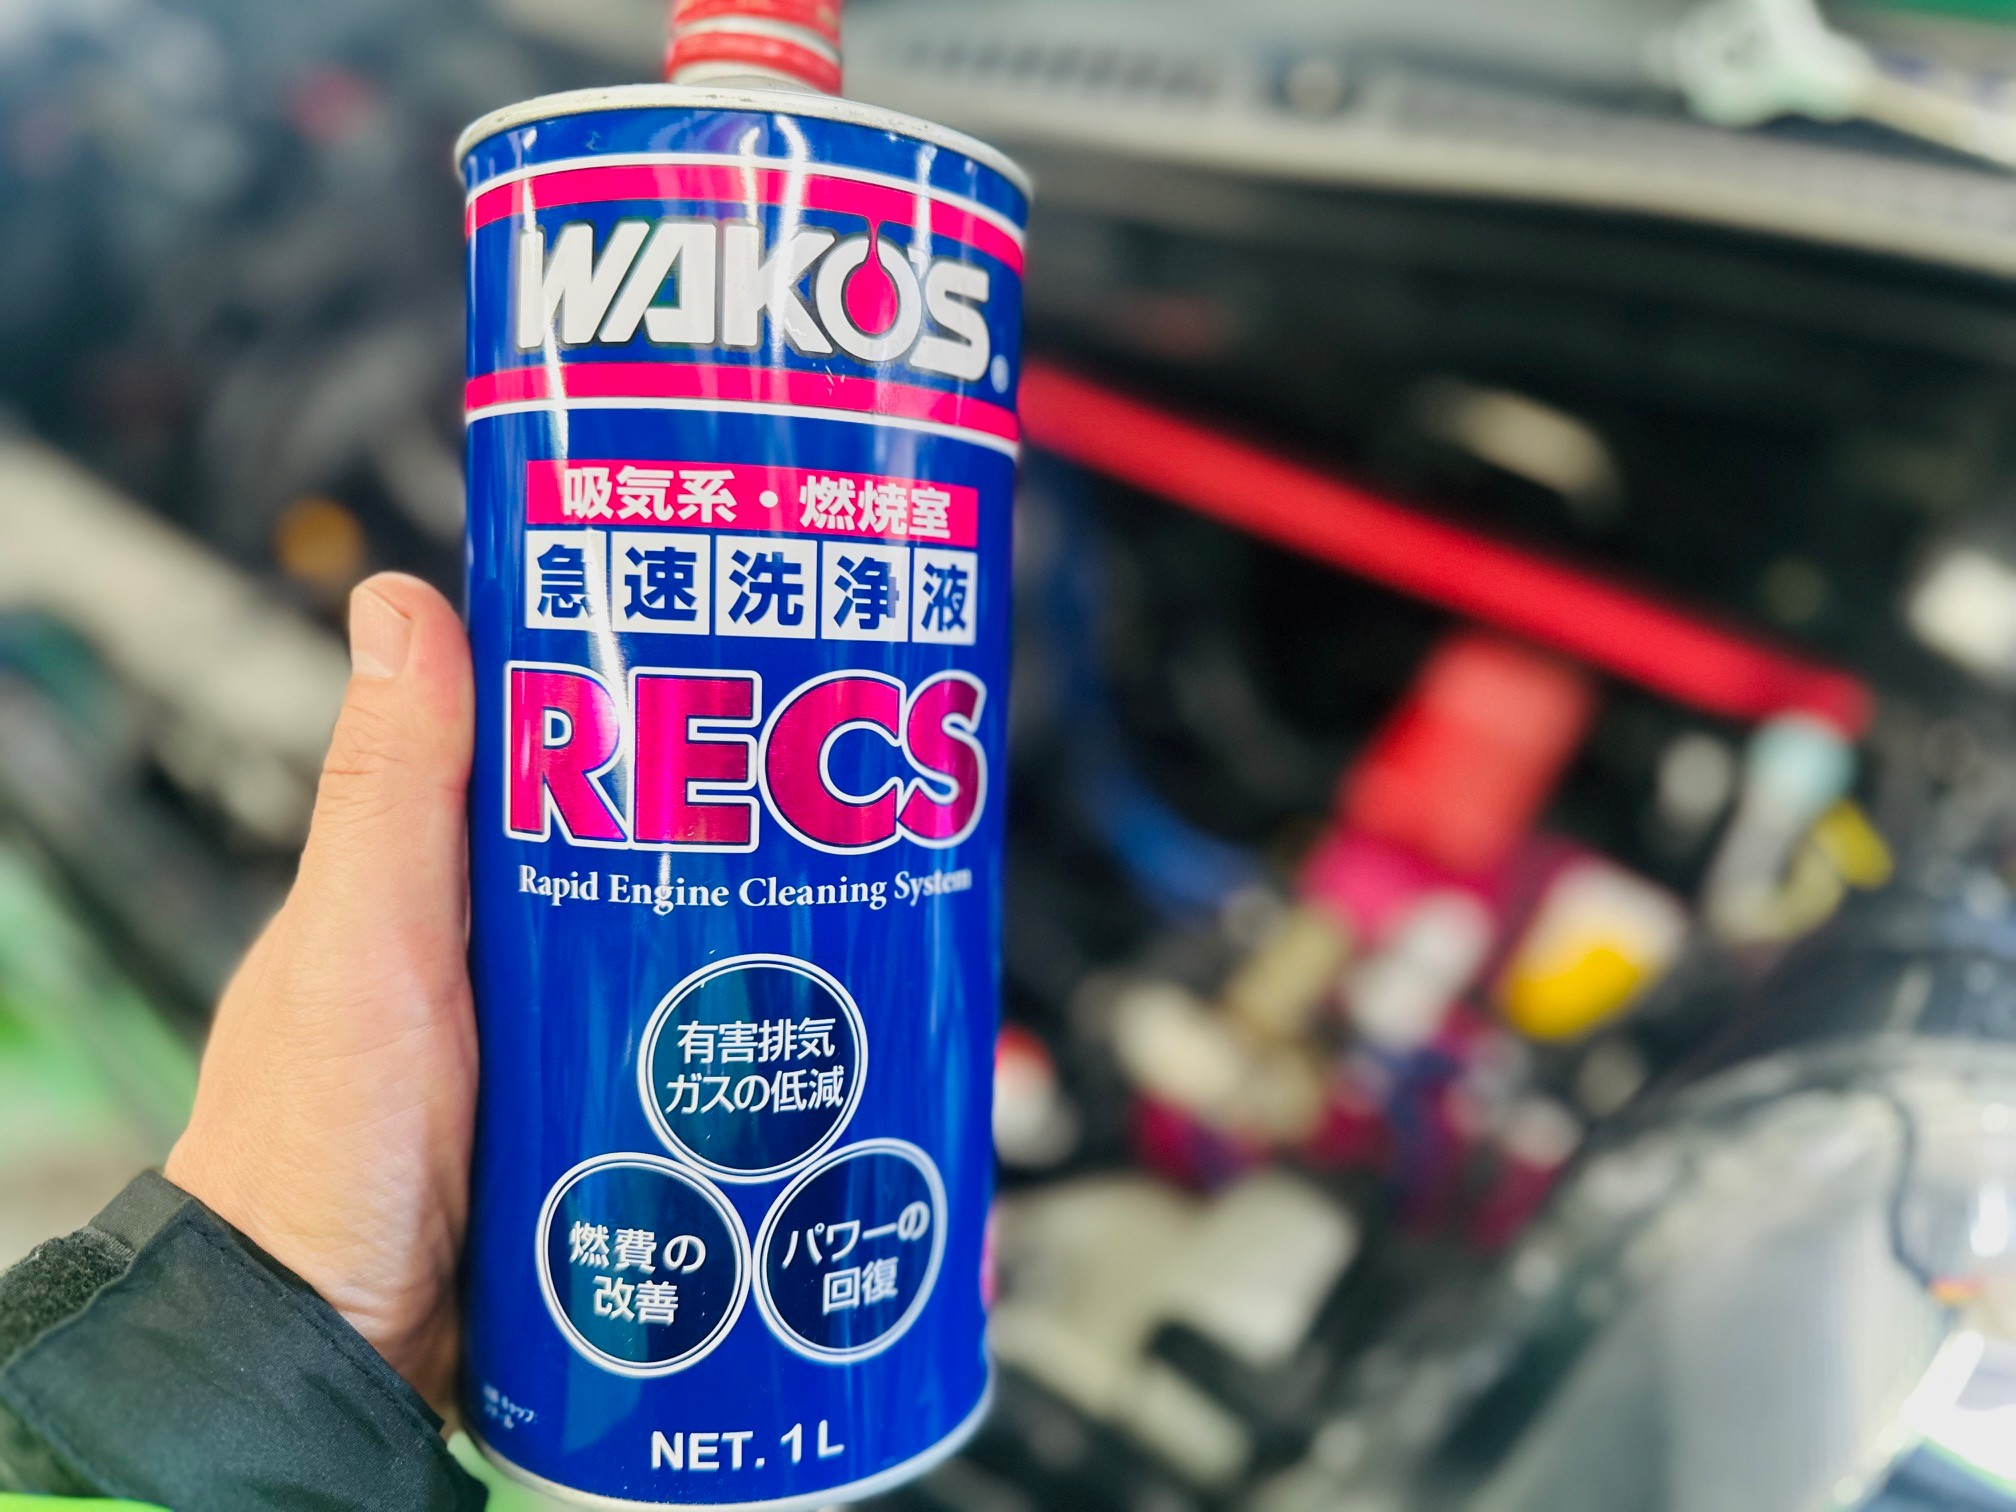 WAKO'S®
吸気系・燃焼室
急速洗浄液
RECS
Rapid Engine Cleaning System
有害排気
ガスの低減
燃費の
改善
パワーの
回復
NET. 1L